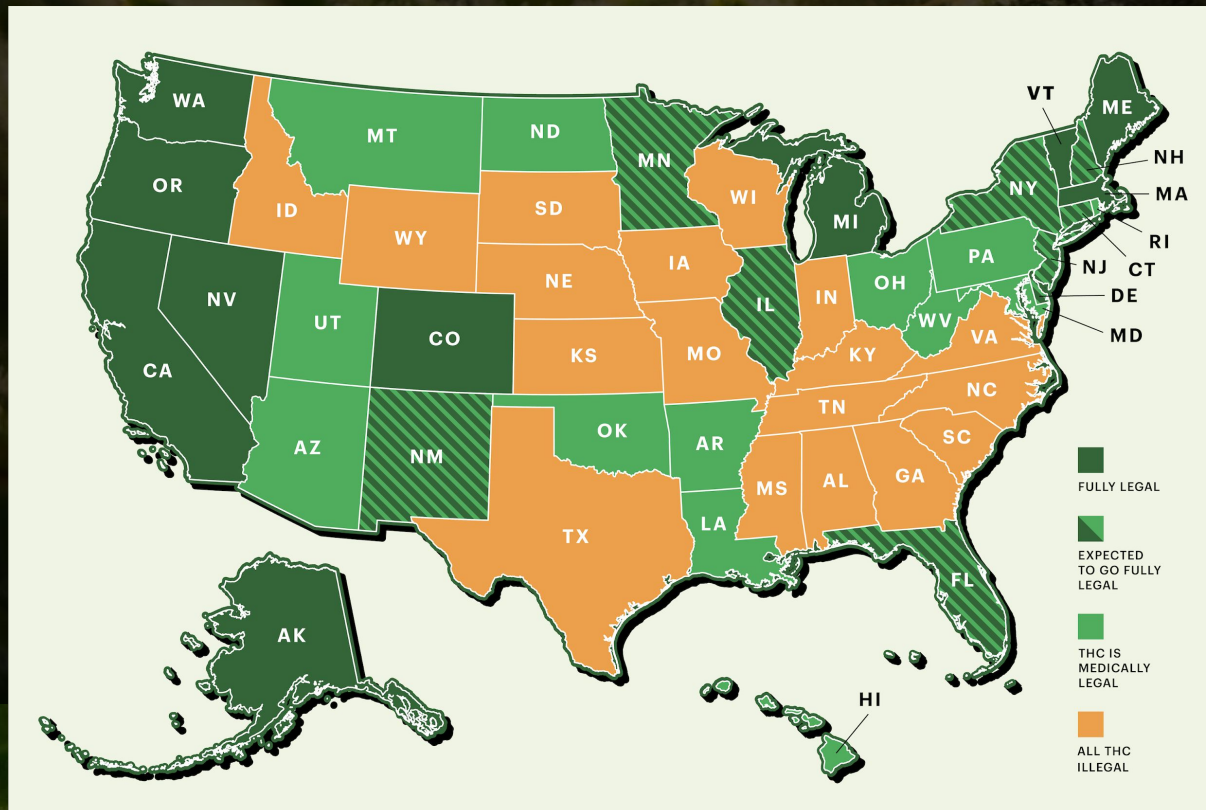 WA
MT
ND
MN
VT
ME
OR
ID
WY
SD
WI
MI
NY
NH
MA
RI
CT
NJ
PA
DE
MD
NV
UT
CO
NE
IA
IL
IN
OH
WV
VA
CA
KS
MO
KY
NC
TN
SC
AZ
NM
OK
AR
MS
AL
GA
TX
LA
FL
AK
HI
FULLY LEGAL
EXPECTED
TO GO FULLY
LEGAL
THC IS
MEDICALLY
LEGAL
ALL THC
ILLEGAL